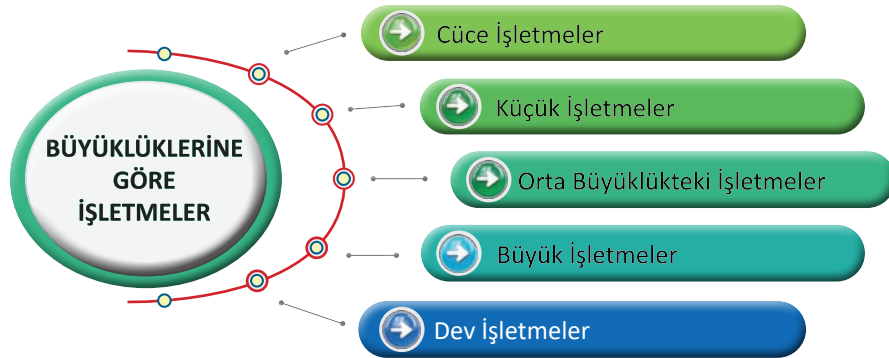 BÜYÜKLÜKLERİNE
GÖRE
İŞLETMELER
Cüce İşletmeler
Küçük İşletmeler
Orta Büyüklükteki İşletmeler
Büyük İşletmeler
Dev İşletmeler